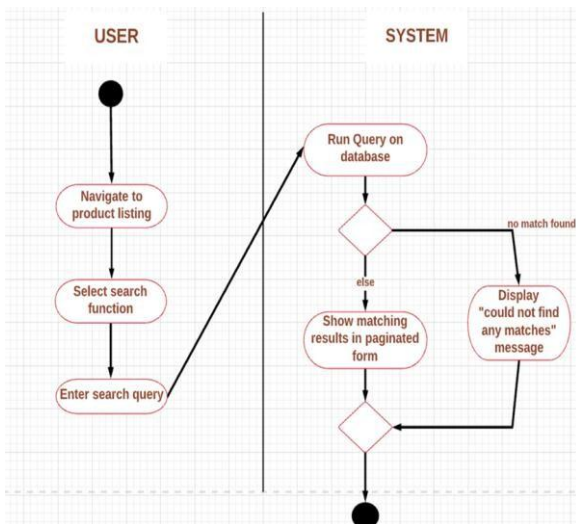 USER
SYSTEM
Navigate to
product listing
Select search
function
Enter search query
Run Query on
database
no match found
else
Show matching
results in paginated
form
Display
"could not find
any matches"
message